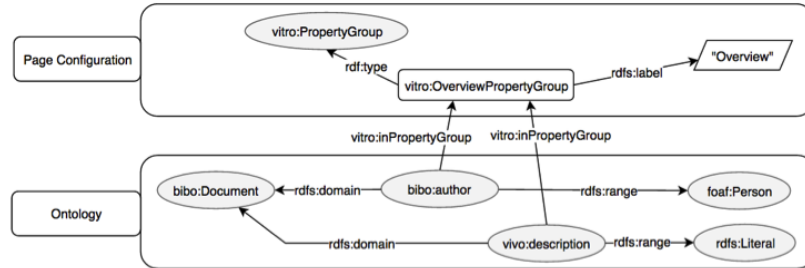 vitro:PropertyGroup
Page Configuration
rdf:type
"Overview"
vitro:OverviewPropertyGroup
rdfs:label
vitro:inPropertyGroup
vitro:inPropertyGroup
bibo:Document
rdfs:domain
bibo:author
rdfs:range
foaf:Person
Ontology
rdfs:domain
vivo:description
rdfs:range
rdfs:Literal